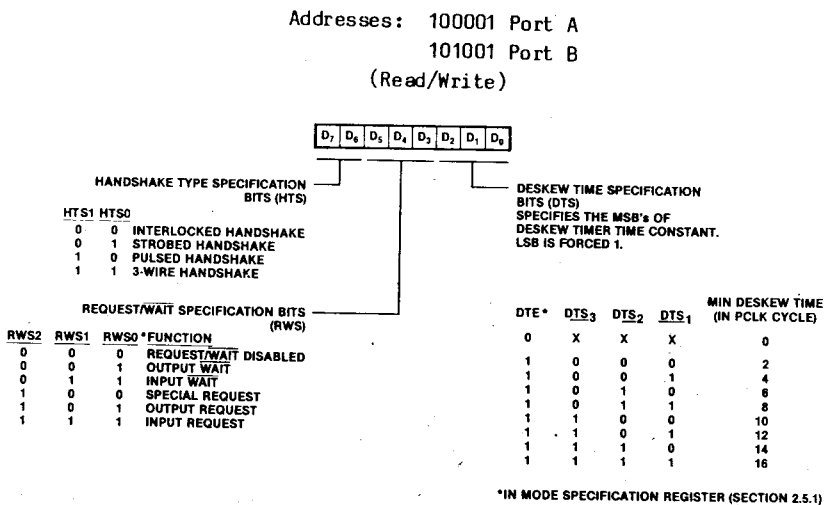 Addresses: 100001 Port A
101001 Port B
(Read/Write)
D7 D6 D5 D4 D3 D2 D1 D0
HANDSHAKE TYPE SPECIFICATION
BITS (HTS)
HTS1 HTS0
0 0 INTERLOCKED HANDSHAKE
0 1 STROBED HANDSHAKE
1 0 PULSED HANDSHAKE
1 1 3-WIRE HANDSHAKE
DESKEW TIME SPECIFICATION
BITS (DTS)
SPECIFIES THE MSB's OF
DESKEW TIMER TIME CONSTANT.
LSB IS FORCED 1.
REQUEST/WAIT SPECIFICATION BITS
(RWS)
RWS2 RWS1 RWS0 *FUNCTION
0 0 0 REQUEST/WAIT DISABLED
0 0 1 OUTPUT WAIT
0 1 1 INPUT WAIT
1 0 0 SPECIAL REQUEST
1 0 1 OUTPUT REQUEST
1 1 1 INPUT REQUEST
MIN DESKEW TIME
DTE* DTS3 DTS2 DTS1 (IN PCLK CYCLE)
0 X X X 0
1 0 0 0 2
1 0 0 1 4
1 0 1 0 6
1 0 1 1 8
1 1 0 0 10
1 1 0 1 12
1 1 1 0 14
1 1 1 1 16
*IN MODE SPECIFICATION REGISTER (SECTION 2.5.1)